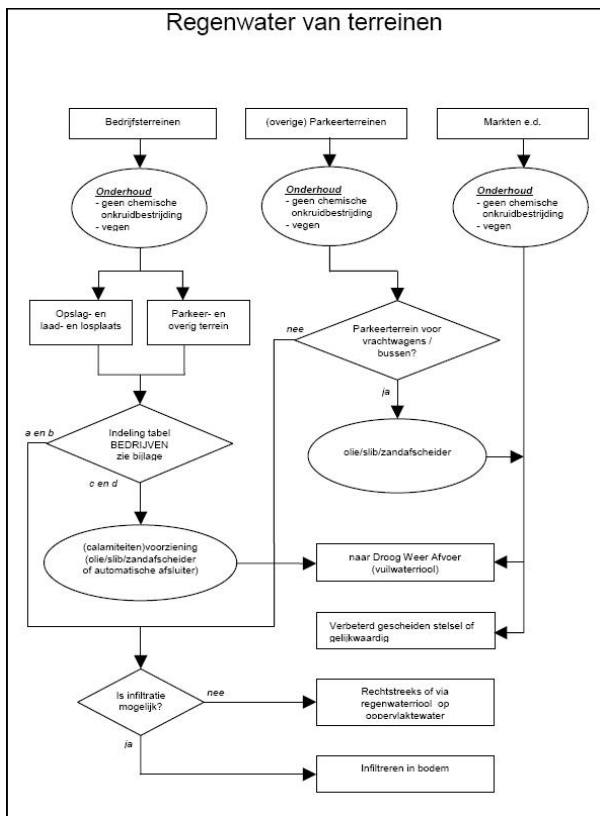 Regenwater van terreinen
Bedrijfsterreinen
(overige) Parkeerterreinen
Markten e.d.
Onderhoud
- geen chemische
onkruidbestrijding
- vegen
Onderhoud
- geen chemische
onkruidbestrijding
- vegen
Onderhoud
- geen chemische
onkruidbestrijding
- vegen
Opslag- en
laad- en losplaats
Parkeer- en
overig terrein
nee
Parkeerterrein voor
vrachtwagens /
bussen?
ja
a en b
Indeling tabel
BEDRIJVEN
zie bijlage
c en d
olie/slib/zandafscheider
(calamiteiten)voorziening
(olie/slib/zandafscheider
of automatische afsluiter)
naar Droog Weer Afvoer
(vuilwaterriool)
Verbeterd gescheiden stelsel of
gelijkwaardig
Is infiltratie
mogelijk?
nee
Rechtstreeks of via
regenwaterriool op
oppervlaktewater
ja
Infiltreren in bodem